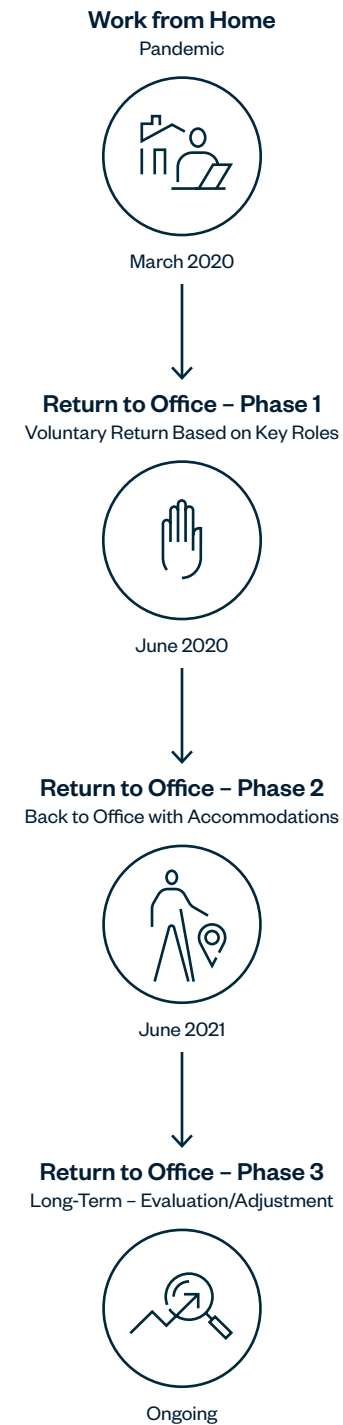 Work from Home
Pandemic
March 2020
Return to Office – Phase 1
Voluntary Return Based on Key Roles
June 2020
Return to Office – Phase 2
Back to Office with Accommodations
June 2021
Return to Office – Phase 3
Long-Term – Evaluation/Adjustment
Ongoing